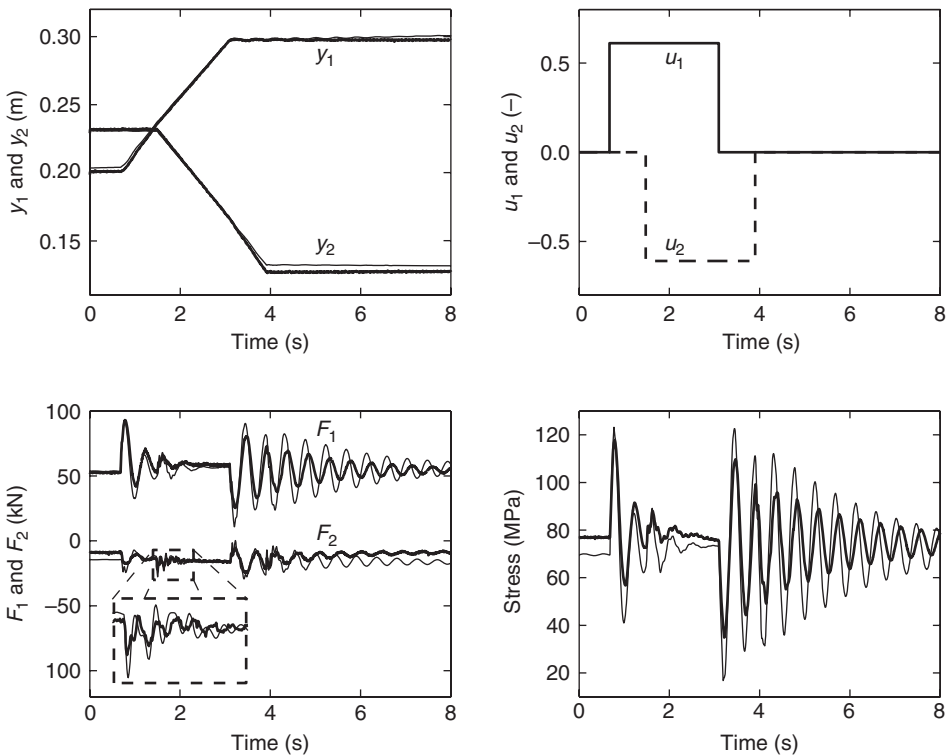 y1 and y2 (m)
0.30
0.25
0.20
0.15
y1
y2
0 2 4 6 8
Time (s)
u1 and u2 (–)
0.5
0.0
−0.5
u1
u2
0 2 4 6 8
Time (s)
F1 and F2 (kN)
100
50
0
−50
100
F1
F2
0 2 4 6 8
Time (s)
Stress (MPa)
120
100
80
60
40
20
0 2 4 6 8
Time (s)